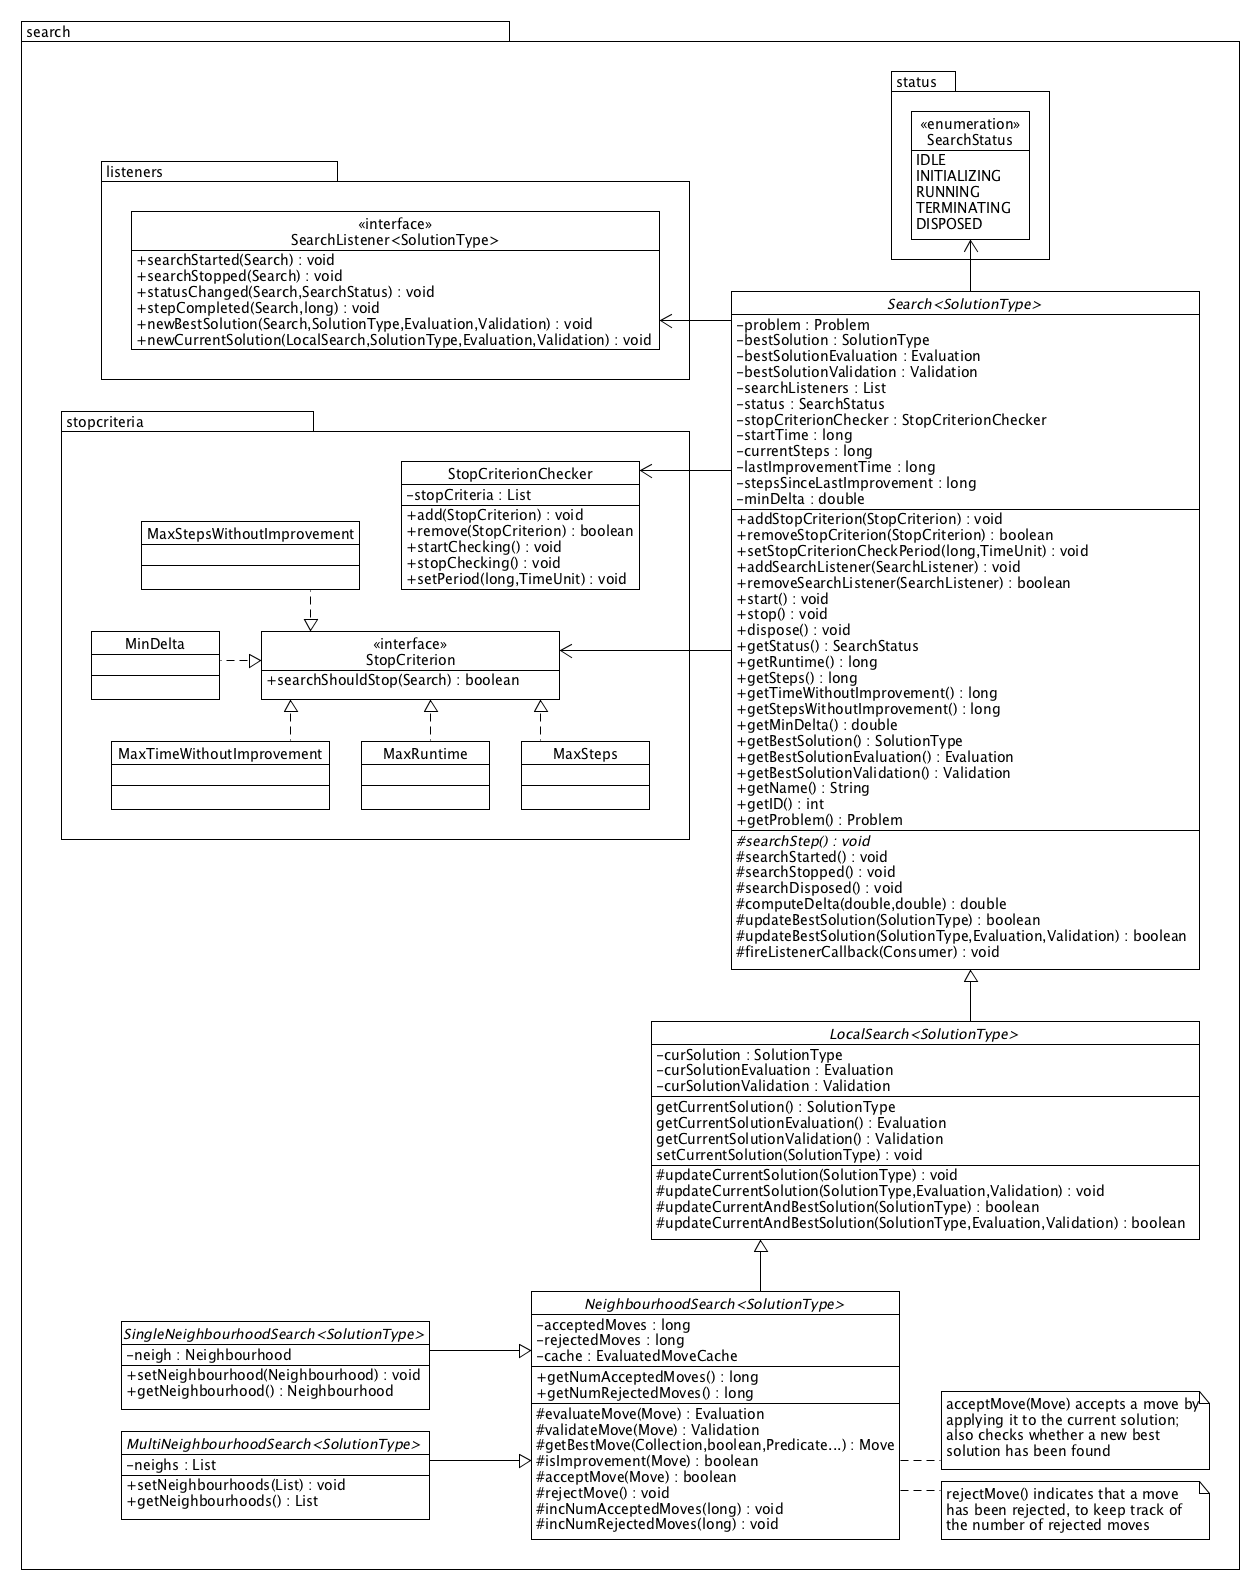 search
status
«enumeration»
SearchStatus
IDLE
INITIALIZING
RUNNING
TERMINATING
DISPOSED
listeners
«interface»
SearchListener<SolutionType>
+searchStarted(Search) : void
+searchStopped(Search) : void
+statusChanged(Search,SearchStatus) : void
+stepCompleted(Search,long) : void
+newBestSolution(Search,SolutionType,Evaluation,Validation) : void
+newCurrentSolution(LocalSearch,SolutionType,Evaluation,Validation) : void
Search<SolutionType>
-problem : Problem
-bestSolution : SolutionType
-bestSolutionEvaluation : Evaluation
-bestSolutionValidation : Validation
-searchListeners : List
-status : SearchStatus
-stopCriterionChecker : StopCriterionChecker
-startTime : long
-currentSteps : long
-lastImprovementTime : long
-stepsSinceLastImprovement : long
-minDelta : double
+addStopCriterion(StopCriterion) : void
+removeStopCriterion(StopCriterion) : boolean
+setStopCriterionCheckPeriod(long,TimeUnit) : void
+addSearchListener(SearchListener) : void
+removeSearchListener(SearchListener) : boolean
+start() : void
+stop() : void
+dispose() : void
+getStatus() : SearchStatus
+getRuntime() : long
+getSteps() : long
+getTimeWithoutImprovement() : long
+getStepsWithoutImprovement() : long
+getMinDelta() : double
+getBestSolution() : SolutionType
+getBestSolutionEvaluation() : Evaluation
+getBestSolutionValidation() : Validation
+getName() : String
+getID() : int
+getProblem() : Problem
#searchStep() : void
#searchStarted() : void
#searchStopped() : void
#searchDisposed() : void
#computeDelta(double,double) : double
#updateBestSolution(SolutionType) : boolean
#updateBestSolution(SolutionType,Evaluation,Validation) : boolean
#fireListenerCallback(Consumer) : void
stopcriteria
StopCriterionChecker
-stopCriteria : List
+add(StopCriterion) : void
+remove(StopCriterion) : boolean
+startChecking() : void
+stopChecking() : void
+setPeriod(long,TimeUnit) : void
MaxStepsWithoutImprovement
MinDelta
«interface»
StopCriterion
+searchShouldStop(Search) : boolean
MaxTimeWithoutImprovement
MaxRuntime
MaxSteps
LocalSearch<SolutionType>
-curSolution : SolutionType
-curSolutionEvaluation : Evaluation
-curSolutionValidation : Validation
getCurrentSolution() : SolutionType
getCurrentSolutionEvaluation() : Evaluation
getCurrentSolutionValidation() : Validation
setCurrentSolution(SolutionType) : void
#updateCurrentSolution(SolutionType) : void
#updateCurrentSolution(SolutionType,Evaluation,Validation) : void
#updateCurrentAndBestSolution(SolutionType) : boolean
#updateCurrentAndBestSolution(SolutionType,Evaluation,Validation) : boolean
NeighbourhoodSearch<SolutionType>
-acceptedMoves : long
-rejectedMoves : long
-cache : EvaluatedMoveCache
+getNumAcceptedMoves() : long
+getNumRejectedMoves() : long
#evaluateMove(Move) : Evaluation
#validateMove(Move) : Validation
#getBestMove(Collection,boolean,Predicate...) : Move
#isImprovement(Move) : boolean
#acceptMove(Move) : boolean
#rejectMove() : void
#incNumAcceptedMoves(long) : void
#incNumRejectedMoves(long) : void
SingleNeighbourhoodSearch<SolutionType>
-neigh : Neighbourhood
+setNeighbourhood(Neighbourhood) : void
+getNeighbourhood() : Neighbourhood
MultiNeighbourhoodSearch<SolutionType>
-neighs : List
+setNeighbourhoods(List) : void
+getNeighbourhoods() : List
acceptMove(Move) accepts a move by
applying it to the current solution;
also checks whether a new best
solution has been found
rejectMove() indicates that a move
has been rejected, to keep track of
the number of rejected moves